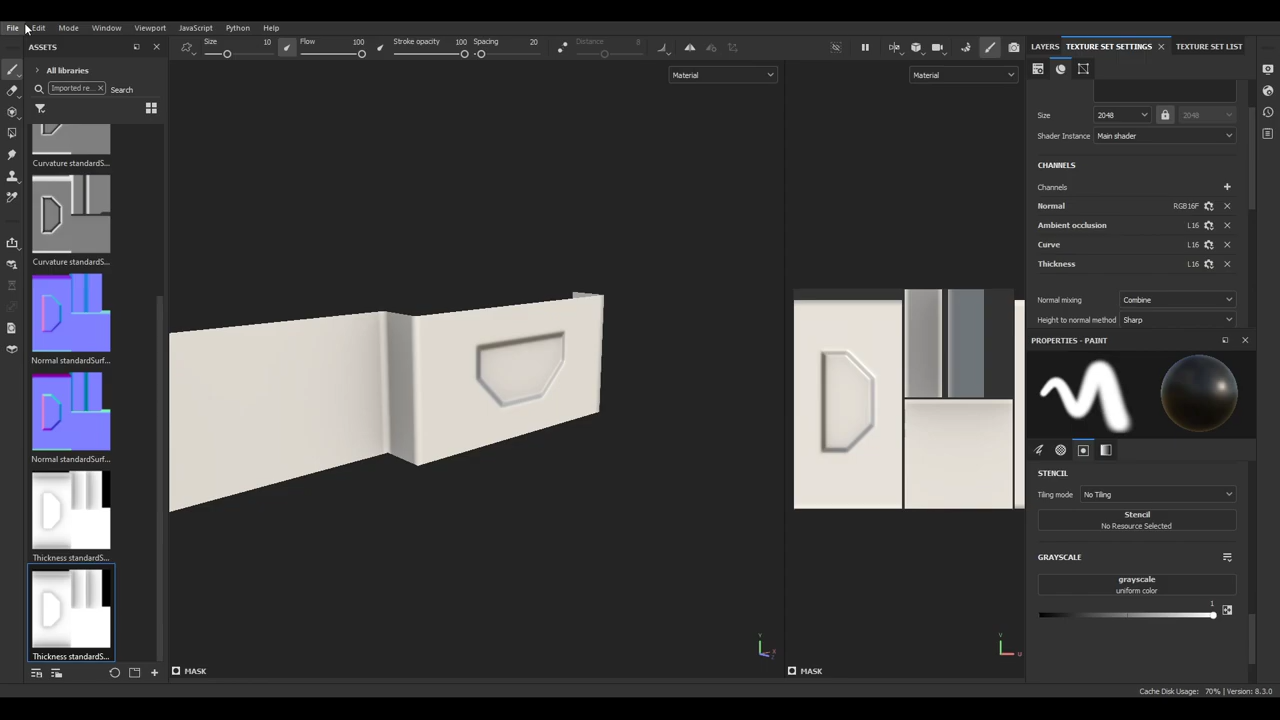 File Edit Mode Window Viewport JavaScript Python Help
ASSETS
Size 10 Flow 100 Stroke opacity 100 Spacing 20 Distance 8
LAYERS TEXTURE SET SETTINGS TEXTURE SET LIST
All libraries
Imported re... Search
Material
Material
Size 2048 2048
Shader Instance Main shader
CHANNELS
Channels
Normal RGB16F
Ambient occlusion L16
Curve L16
Thickness L16
Normal mixing Combine
Height to normal method Sharp
PROPERTIES - PAINT
STENCIL
Tiling mode No Tiling
Stencil
No Resource Selected
GRAYSCALE
grayscale
uniform color
1
Curvature standardS...
Curvature standardS...
Normal standardSurf...
Normal standardSurf...
Thickness standardS...
Thickness standardS...
Y
X
Z
Y
U
MASK
MASK
Cache Disk Usage: 70% | Version: 8.3.0